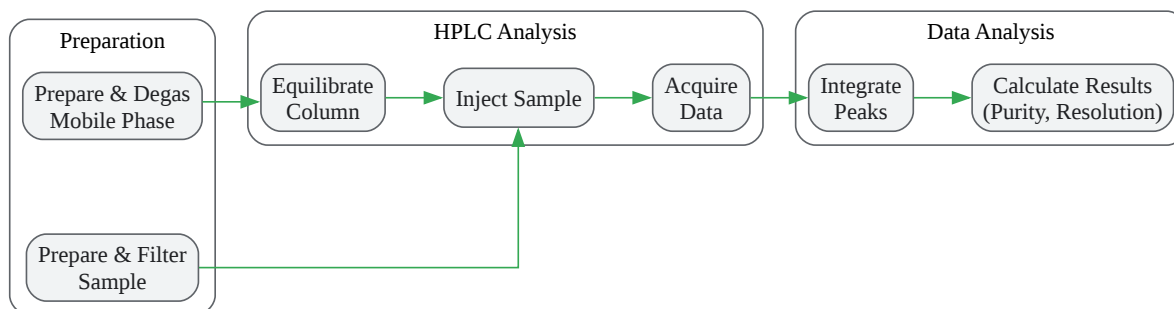 Preparation
Prepare & Degas
Mobile Phase
Prepare & Filter
Sample
HPLC Analysis
Equilibrate
Column
Inject Sample
Acquire
Data
Data Analysis
Integrate
Peaks
Calculate Results
(Purity, Resolution)